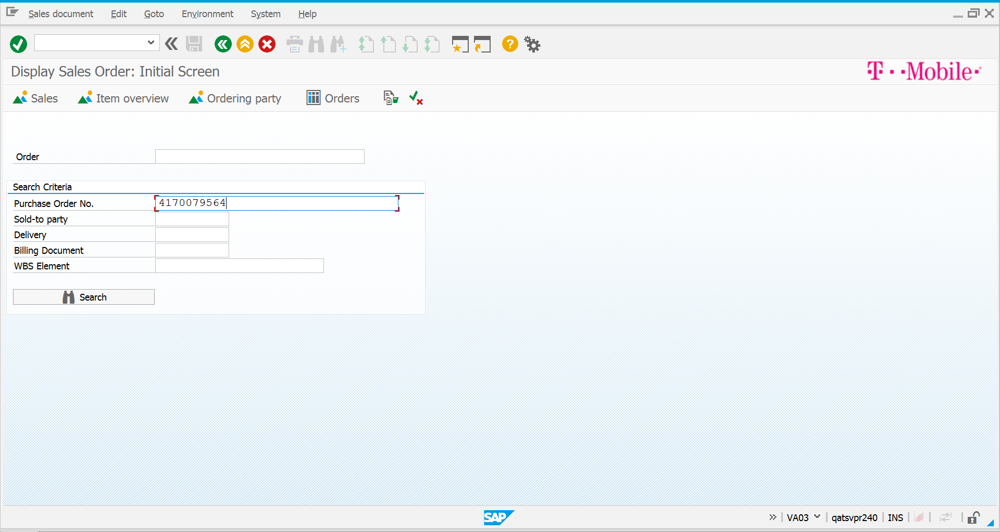 Sales document Edit Goto Environment System Help
Display Sales Order: Initial Screen
T··Mobile·
Sales Item overview Ordering party Orders
Order
Search Criteria
Purchase Order No. 4170079564
Sold-to party
Delivery
Billing Document
WBS Element
Search
SAP VA03 qatsvpr240 INS